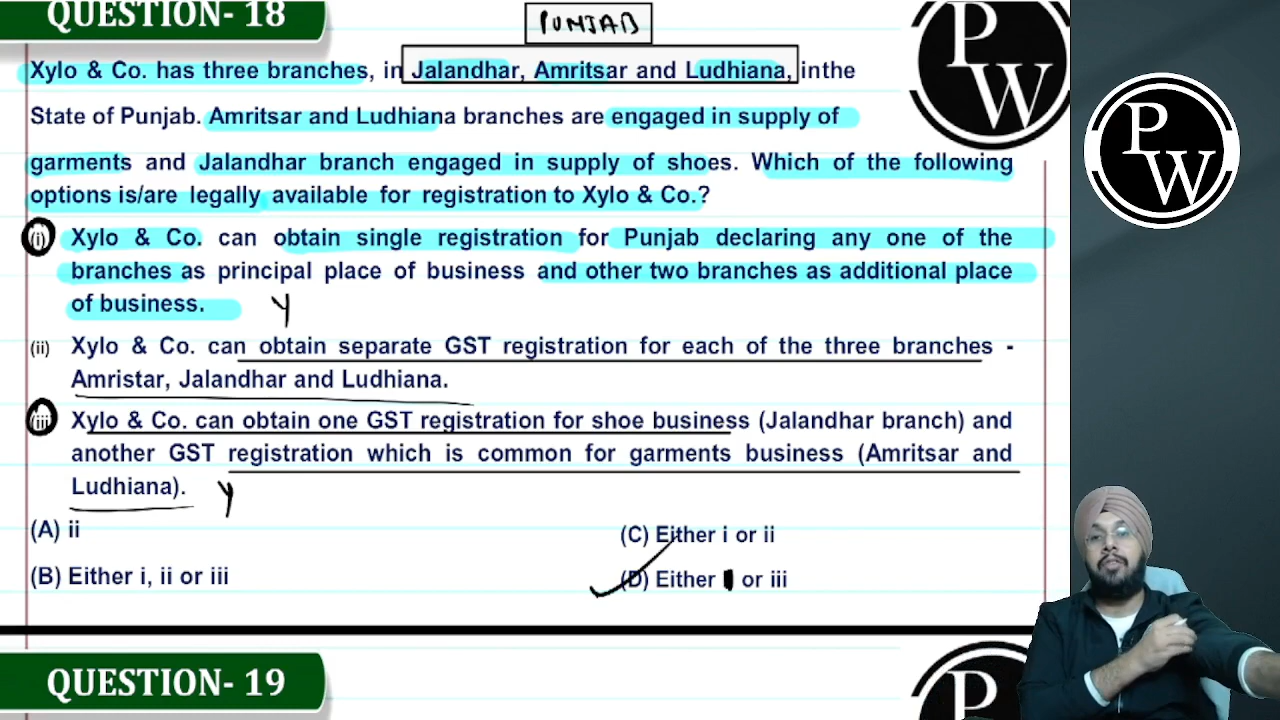 QUESTION- 18
PUNJAB
Xylo & Co. has three branches, in Jalandhar, Amritsar and Ludhiana, inthe
State of Punjab. Amritsar and Ludhiana branches are engaged in supply of
garments and Jalandhar branch engaged in supply of shoes. Which of the following
options is/are legally available for registration to Xylo & Co.?
(i) Xylo & Co. can obtain single registration for Punjab declaring any one of the
branches as principal place of business and other two branches as additional place
of business. Y
(ii) Xylo & Co. can obtain separate GST registration for each of the three branches -
Amristar, Jalandhar and Ludhiana.
(iii) Xylo & Co. can obtain one GST registration for shoe business (Jalandhar branch) and
another GST registration which is common for garments business (Amritsar and
Ludhiana). Y
(A) ii
(C) Either i or ii
(B) Either i, ii or iii
(D) Either or iii
QUESTION- 19
PW
PW